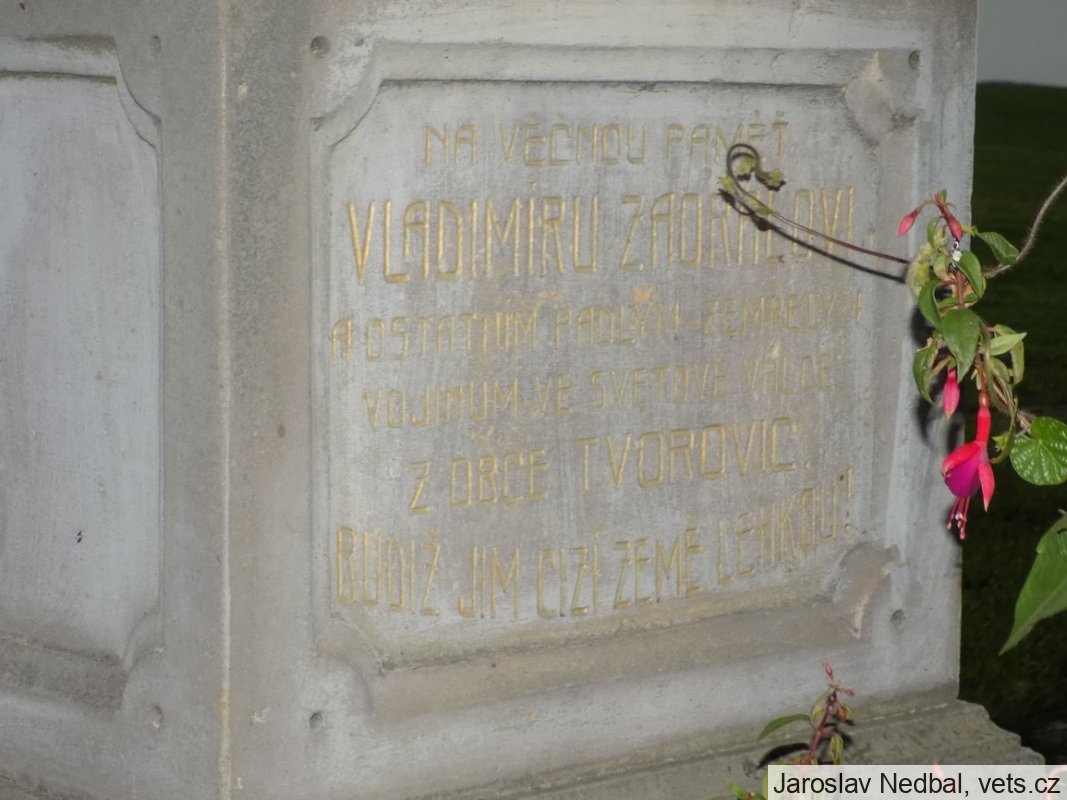 NA VĚČNOU PAMĚŤ
VLADIMÍRU ZAORALOVI
A OSTATNÍM PADLÝM-ZEMŘELÝM
VOJÍNŮM VE SVĚTOVÉ VÁLCE
Z OBCE TVOROVIC.
BUDIŽ JIM CIZÍ ZEMĚ LEHKOU!
Jaroslav Nedbal, vets.cz